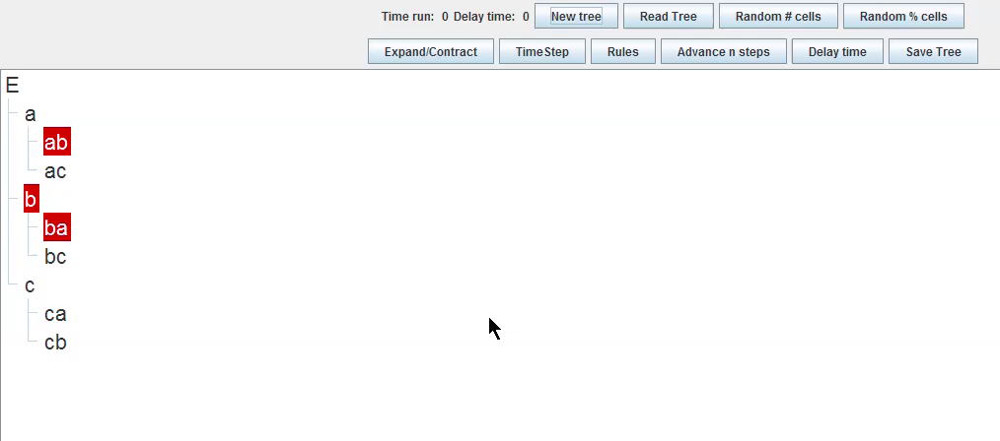 Time run: 0 Delay time: 0 New tree Read Tree Random # cells Random % cells
Expand/Contract TimeStep Rules Advance n steps Delay time Save Tree
E
a
ab
ac
b
ba
bc
c
ca
cb